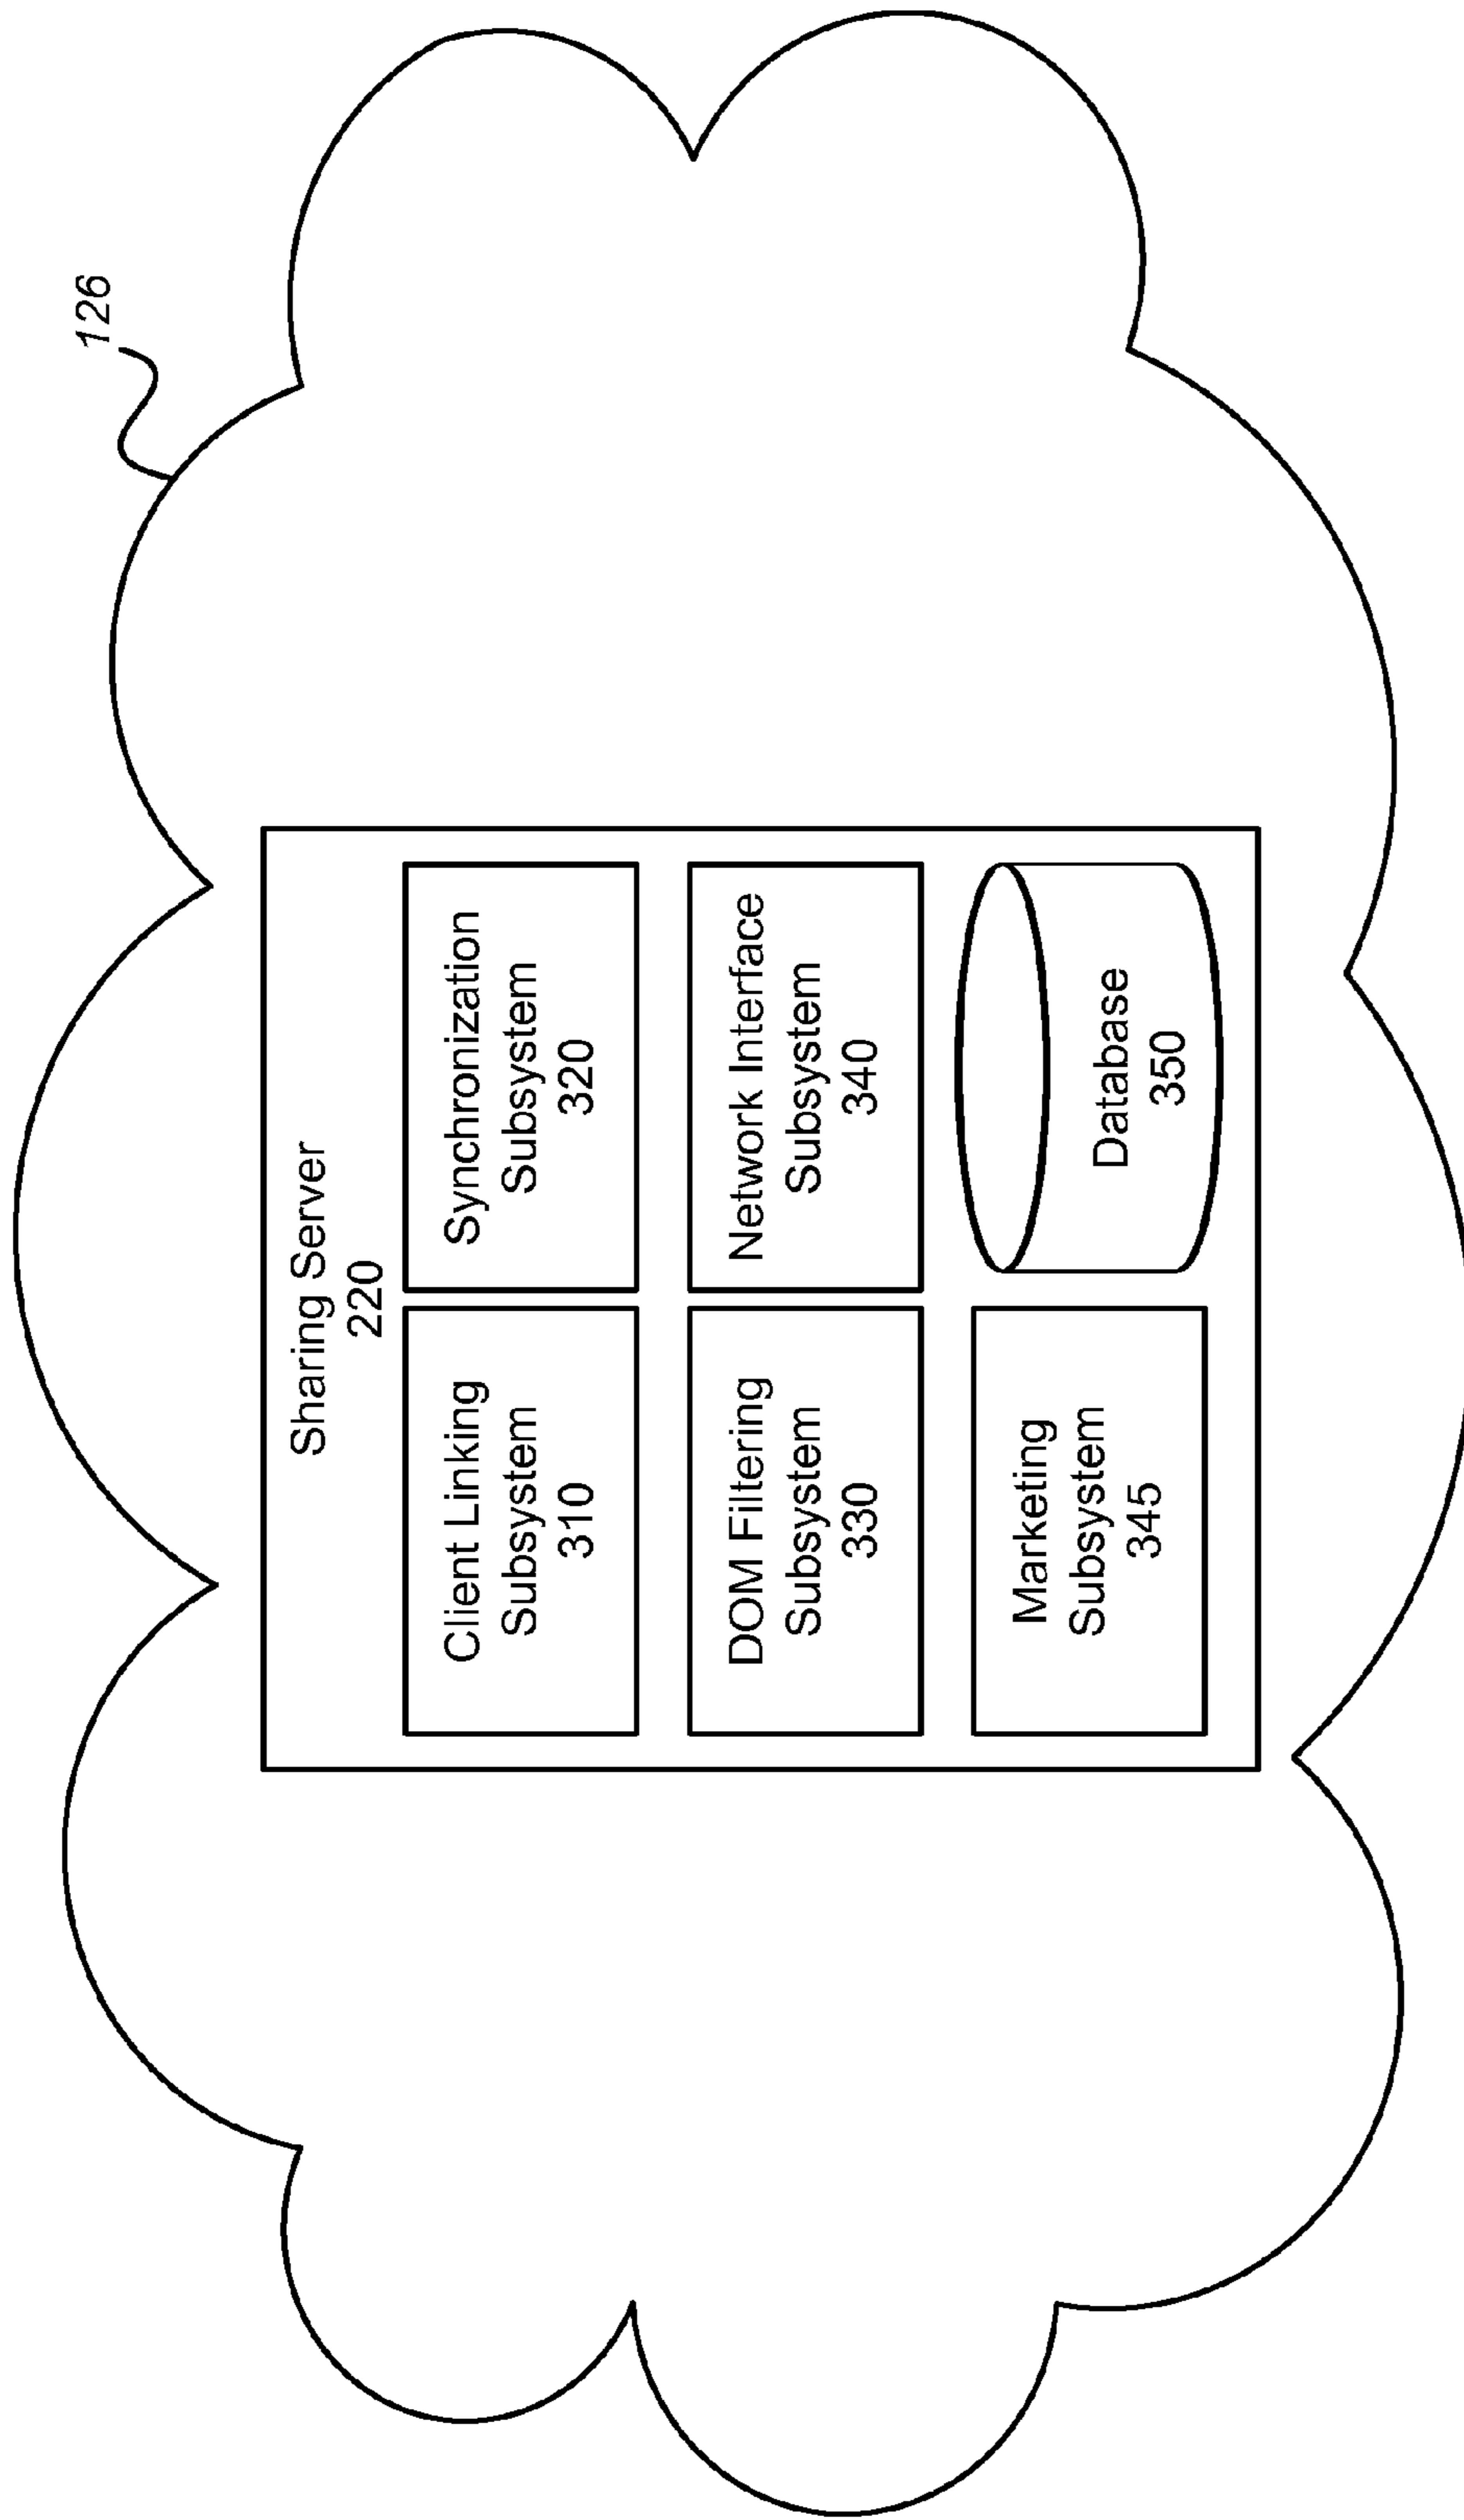 126
Sharing Server
220
Client Linking
Subsystem
310
Synchronization
Subsystem
320
DOM Filtering
Subsystem
330
Network Interface
Subsystem
340
Marketing
Subsystem
345
Database
350